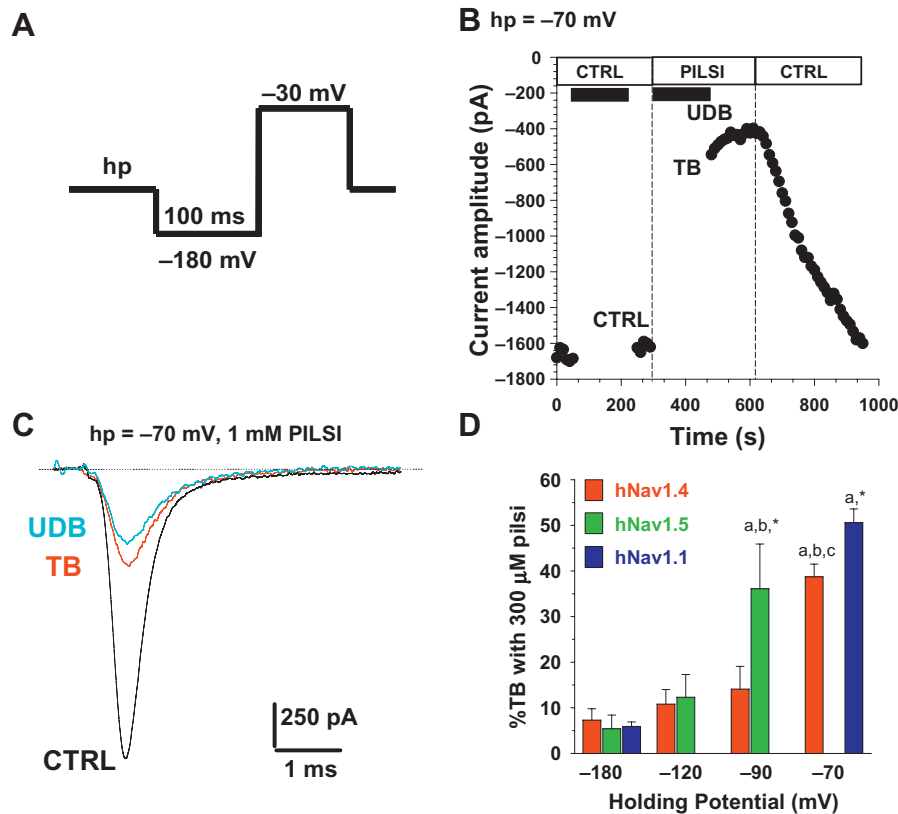 A
hp
100 ms
–180 mV
–30 mV
B hp = –70 mV
Current amplitude (pA)
0
–200
–400
–600
–800
–1000
–1200
–1400
–1600
–1800
CTRL PILSI CTRL
UDB
TB
CTRL
0 200 400 600 800 1000
Time (s)
C
hp = –70 mV, 1 mM PILSI
UDB
TB
CTRL
250 pA
1 ms
D
%TB with 300 µM pilsi
60
50
40
30
20
10
0
hNav1.4
hNav1.5
hNav1.1
a,b,*
a,b,c
a,*
–180 –120 –90 –70
Holding Potential (mV)